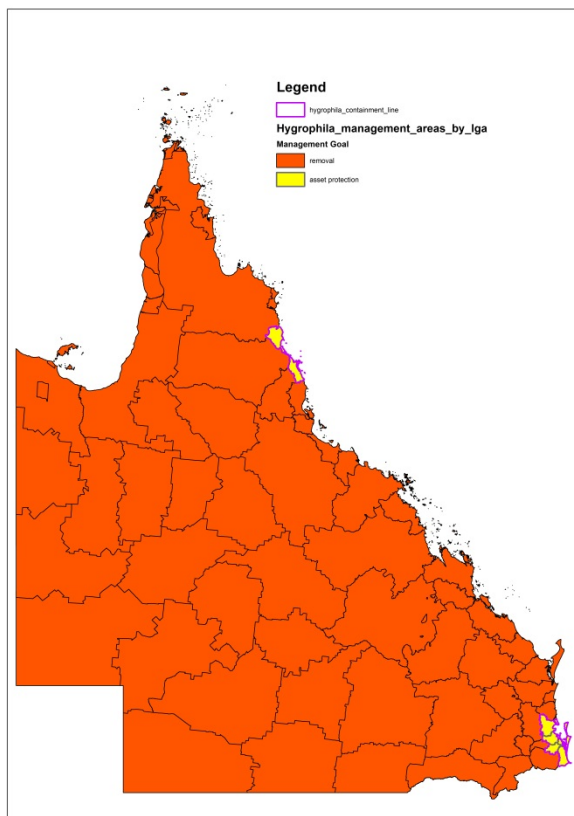 Legend
hygrophila_containment_line
Hygrophila_management_areas_by_lga
Management Goal
removal
asset protection